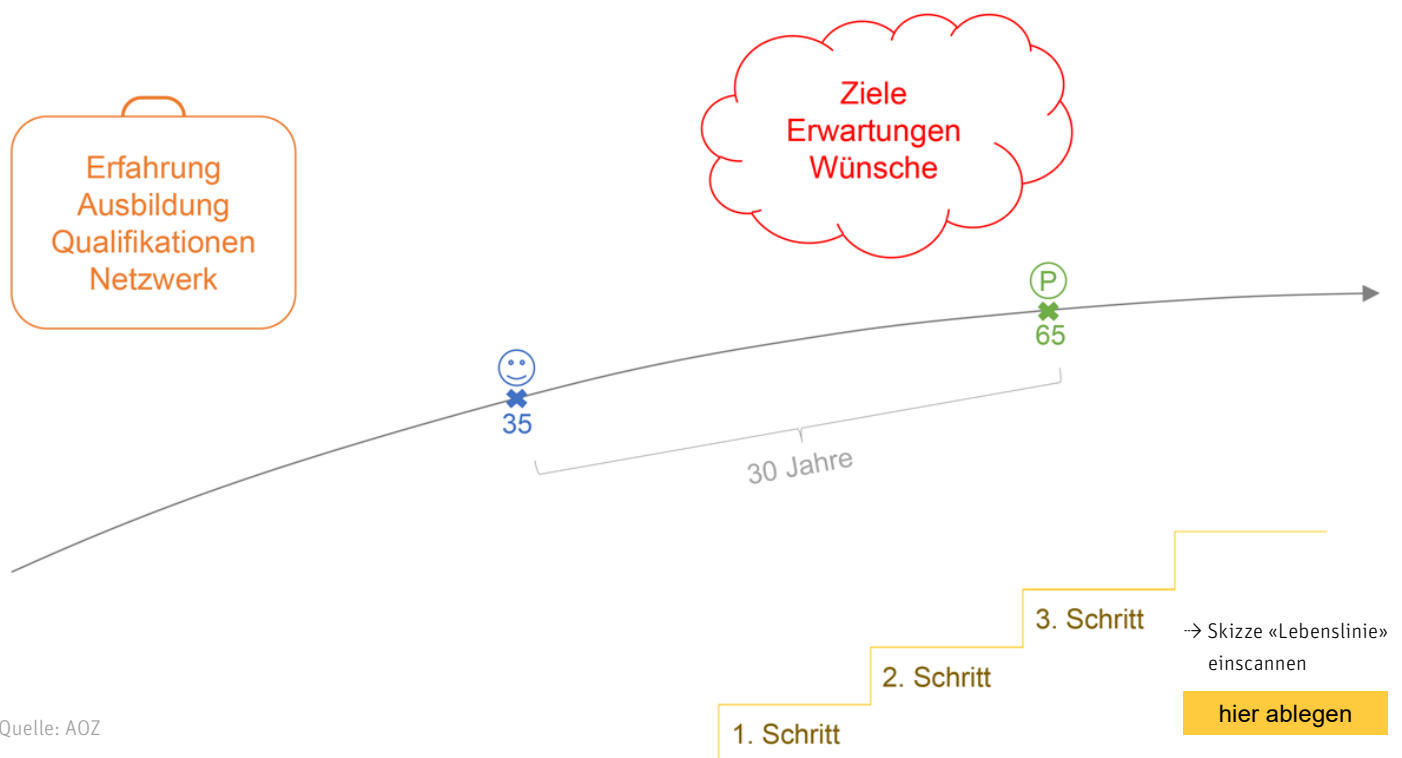 Erfahrung
Ausbildung
Qualifikationen
Netzwerk
Ziele
Erwartungen
Wünsche
P
65
35
30 Jahre
3. Schritt
2. Schritt
1. Schritt
⇢ Skizze «Lebenslinie»
einscannen
hier ablegen
Quelle: AOZ